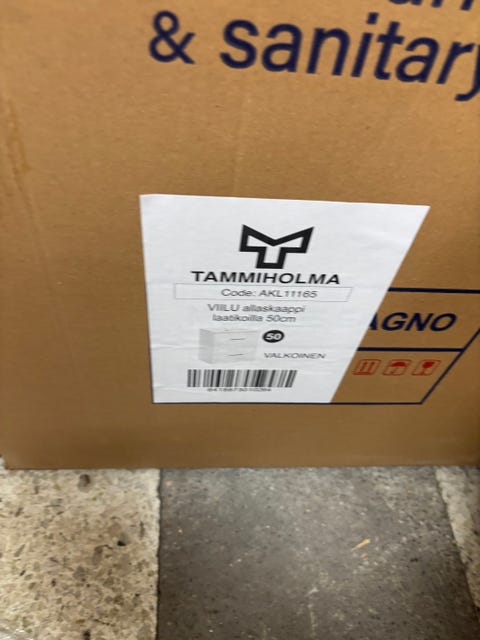 & sanitary
TAMMIHOLMA
Code: AKL11165
VIILU allaskaappi
laatikoilla 50cm
50
VALKOINEN
AGNO